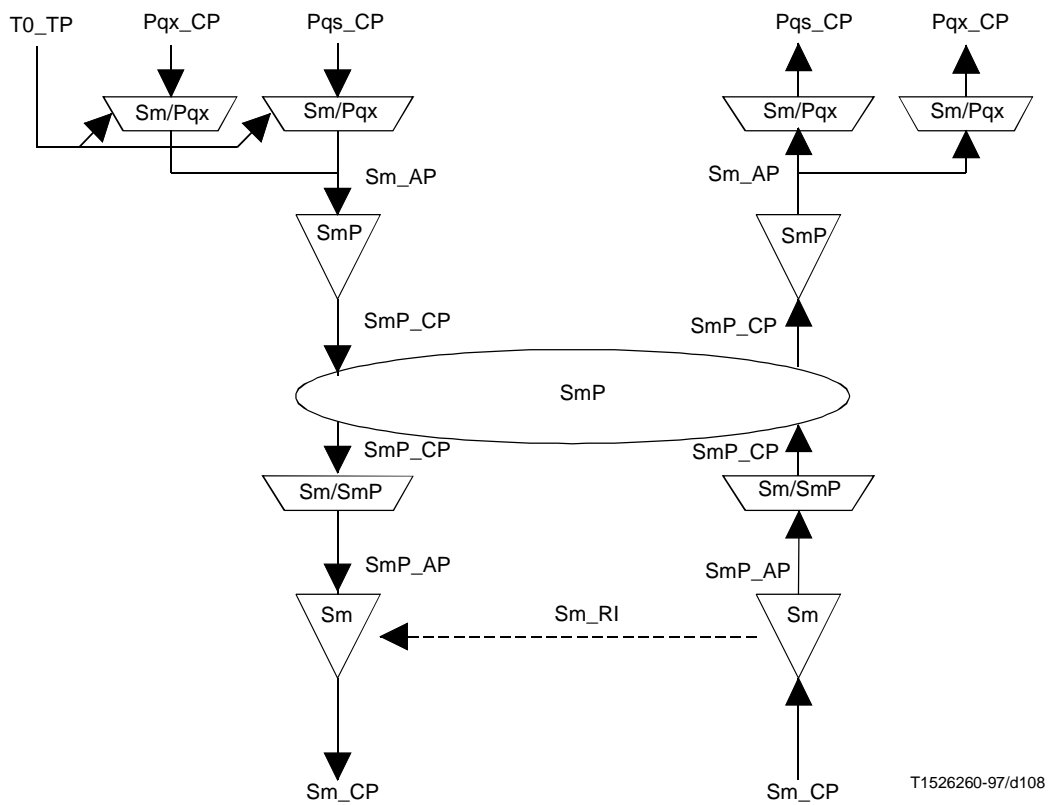 T0_TP Pqx_CP Pqs_CP Pqs_CP Pqx_CP
Sm/Pqx Sm/Pqx Sm/Pqx Sm/Pqx
Sm_AP Sm_AP
SmP SmP
SmP_CP SmP_CP
SmP
SmP_CP SmP_CP
Sm/SmP Sm/SmP
SmP_AP SmP_AP
Sm Sm_RI Sm
Sm_CP Sm_CP
T1526260-97/d108